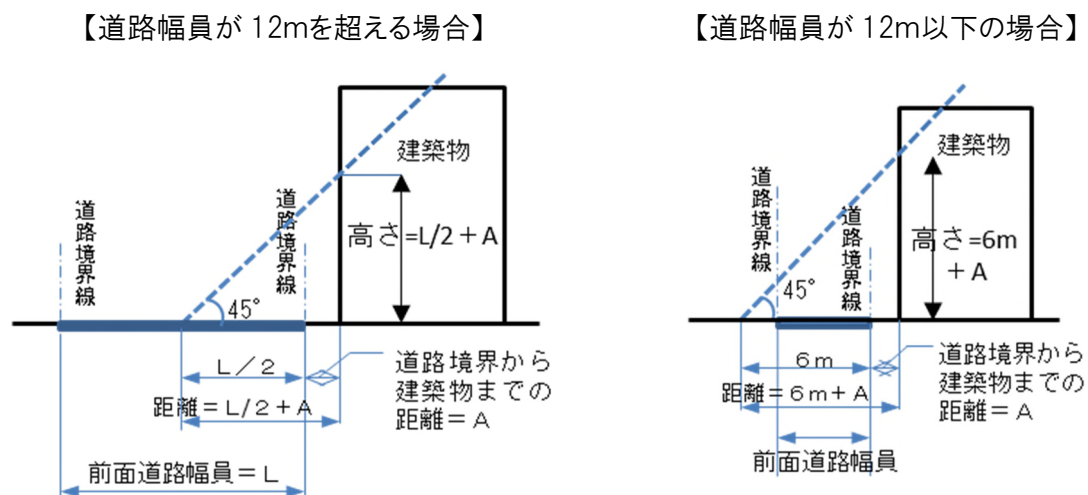 【道路幅員が 12mを超える場合】
建築物
道路境界線
道路境界線
高さ=L/2+A
45°
L/2
距離=L/2+A
道路境界から
建築物までの
距離=A
前面道路幅員=L
【道路幅員が 12m以下の場合】
建築物
道路境界線
道路境界線
高さ=6m
+A
45°
6m
距離=6m+A
道路境界から
建築物までの
距離=A
前面道路幅員